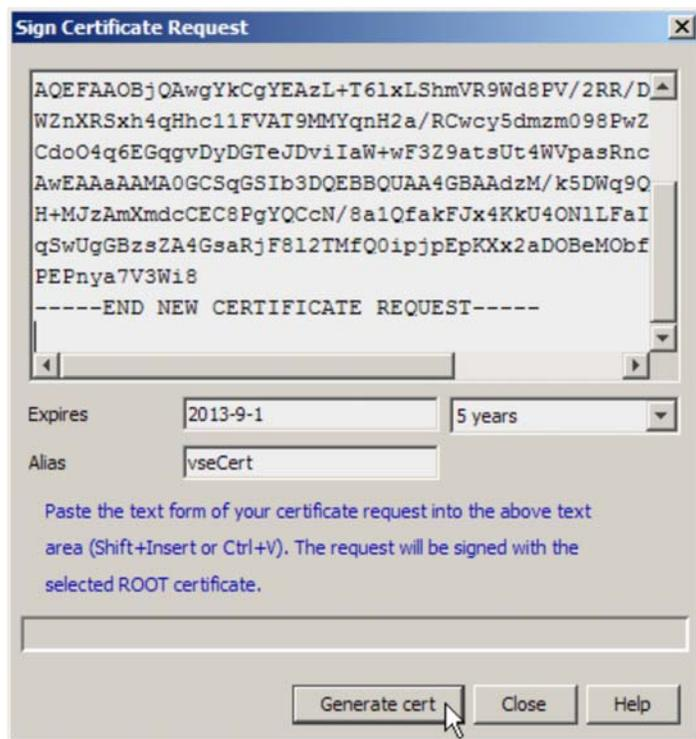 Sign Certificate Request
AQEFAAOBjQAwgYkCgYEAzL+T6lxLShmVR9Wd8PV/2RR/D
WZnXRSxh4qHhc11FVAT9MMYqnH2a/RCwcy5dmzm098PwZ
CdoO4q6EGqgvDyDGTeJDviIaW+wF3Z9atsUt4WVpasRnc
AwEAAaAAMA0GCSqGSIb3DQEBBQUAA4GBAAdzM/k5DWq9Q
H+MJzAmXmdcCEC8PgYQCcN/8a1QfakFJx4KkU4ONlLFaI
qSwUgGBzsZA4GsaRjF8l2TMfQ0ipjpEpKXx2aDOBeMObf
PEPnya7V3Wi8
-----END NEW CERTIFICATE REQUEST-----
Expires 2013-9-1 5 years
Alias vseCert
Paste the text form of your certificate request into the above text
area (Shift+Insert or Ctrl+V). The request will be signed with the
selected ROOT certificate.
Generate cert Close Help